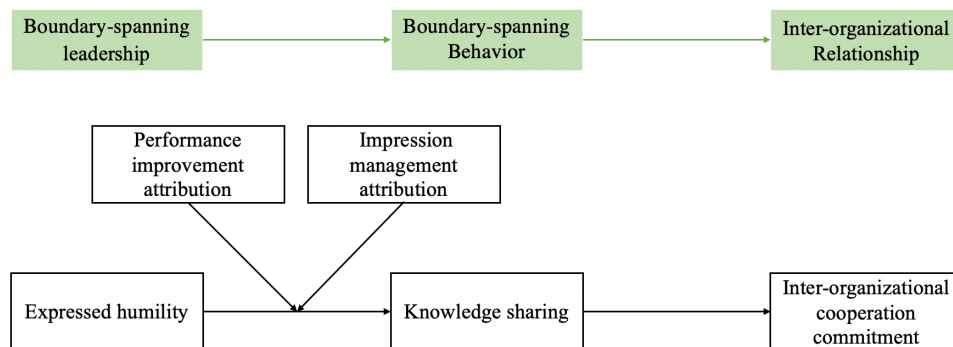 Boundary-spanning
leadership
Boundary-spanning
Behavior
Inter-organizational
Relationship
Performance
improvement
attribution
Impression
management
attribution
Expressed humility
Knowledge sharing
Inter-organizational
cooperation
commitment